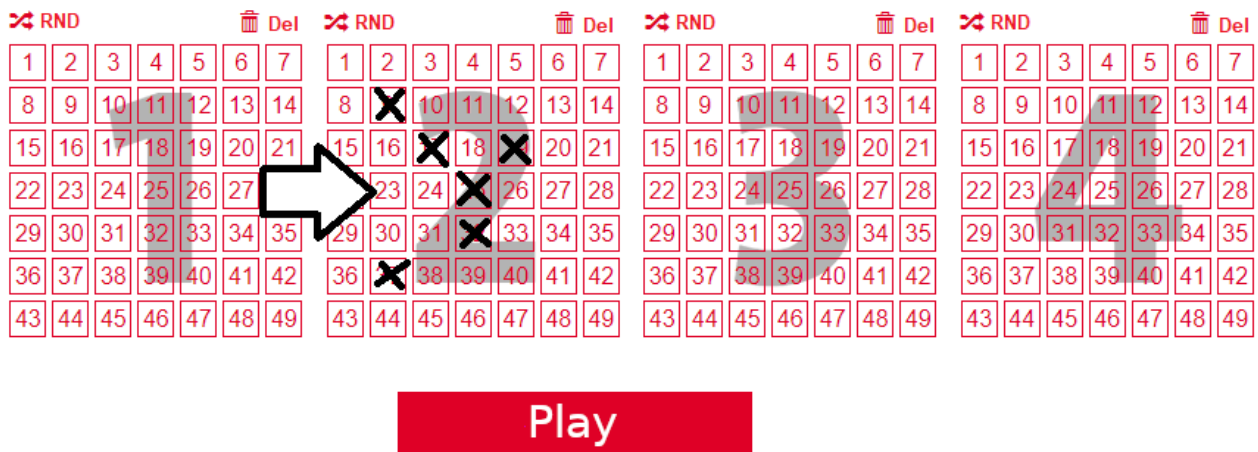 RND Del RND Del RND Del RND Del
1 2 3 4 5 6 7 1 2 3 4 5 6 7 1 2 3 4 5 6 7 1 2 3 4 5 6 7
8 9 10 11 12 13 14 8 10 11 12 13 14 8 9 10 11 12 13 14 8 9 10 11 12 13 14
15 16 17 18 19 20 21 15 16 18 20 21 15 16 17 18 19 20 21 15 16 17 18 19 20 21
1 2 3 4
22 23 24 25 26 27 23 24 26 27 28 22 23 24 25 26 27 28 22 23 24 25 26 27 28
29 30 31 32 33 34 35 29 30 31 33 34 35 29 30 31 32 33 34 35 29 30 31 32 33 34 35
36 37 38 39 40 41 42 36 38 39 40 41 42 36 37 38 39 40 41 42 36 37 38 39 40 41 42
43 44 45 46 47 48 49 43 44 45 46 47 48 49 43 44 45 46 47 48 49 43 44 45 46 47 48 49
Play